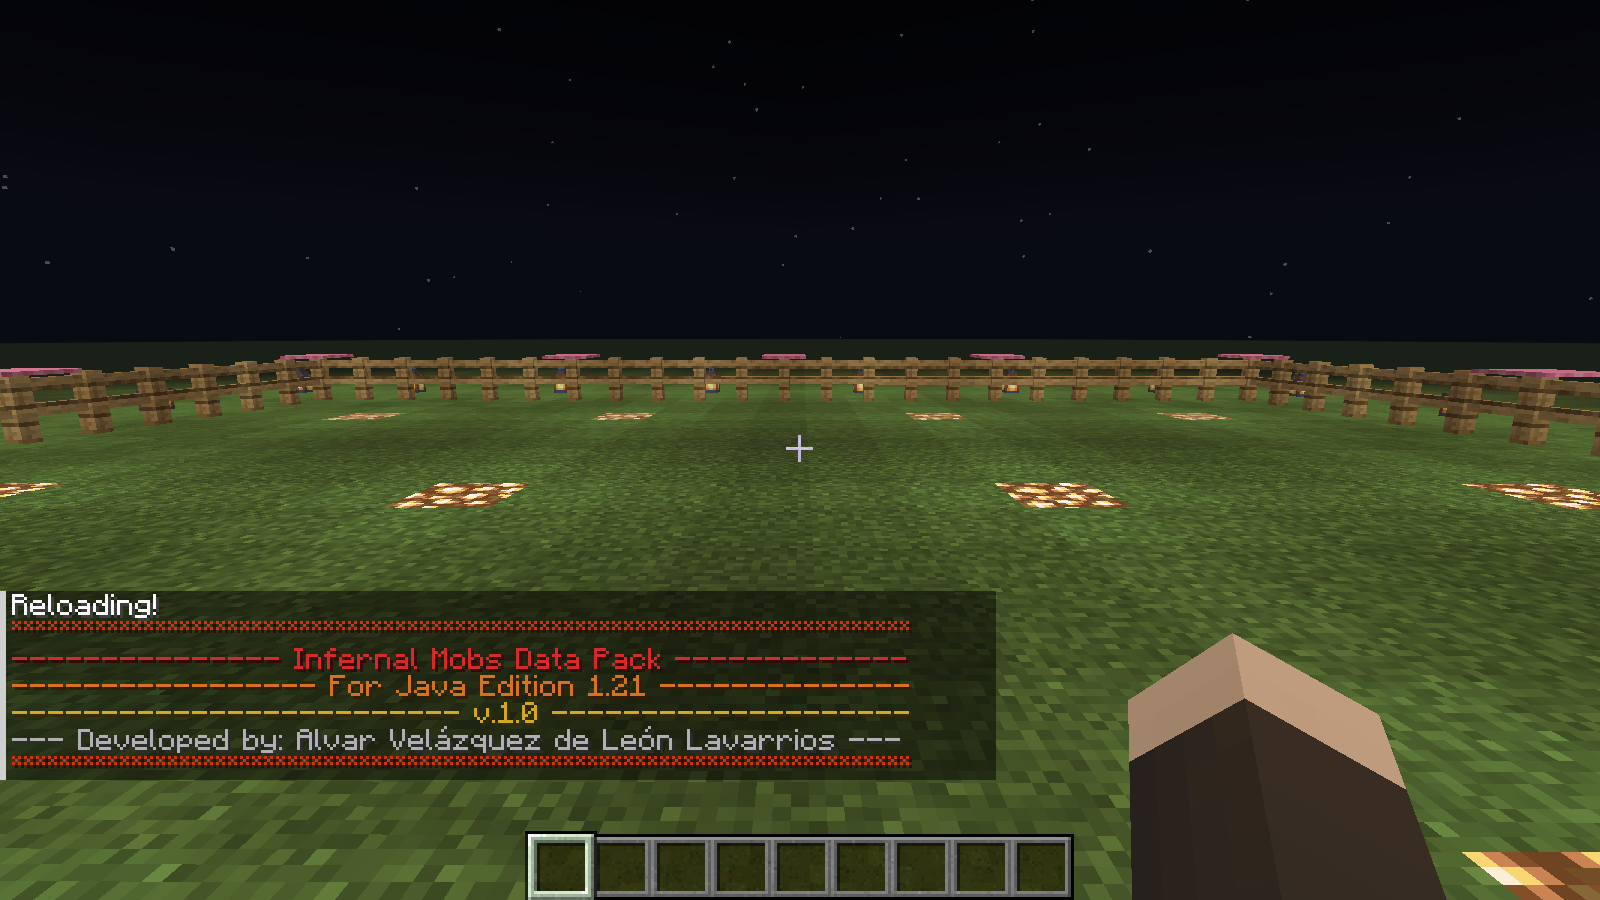 Reloading!
--------------- Infernal Mobs Data Pack -------------
----------------- For Java Edition 1.21 --------------
------------------------- v.1.0 --------------------
--- Developed by: Alvar Velázquez de León Lavarrios ---